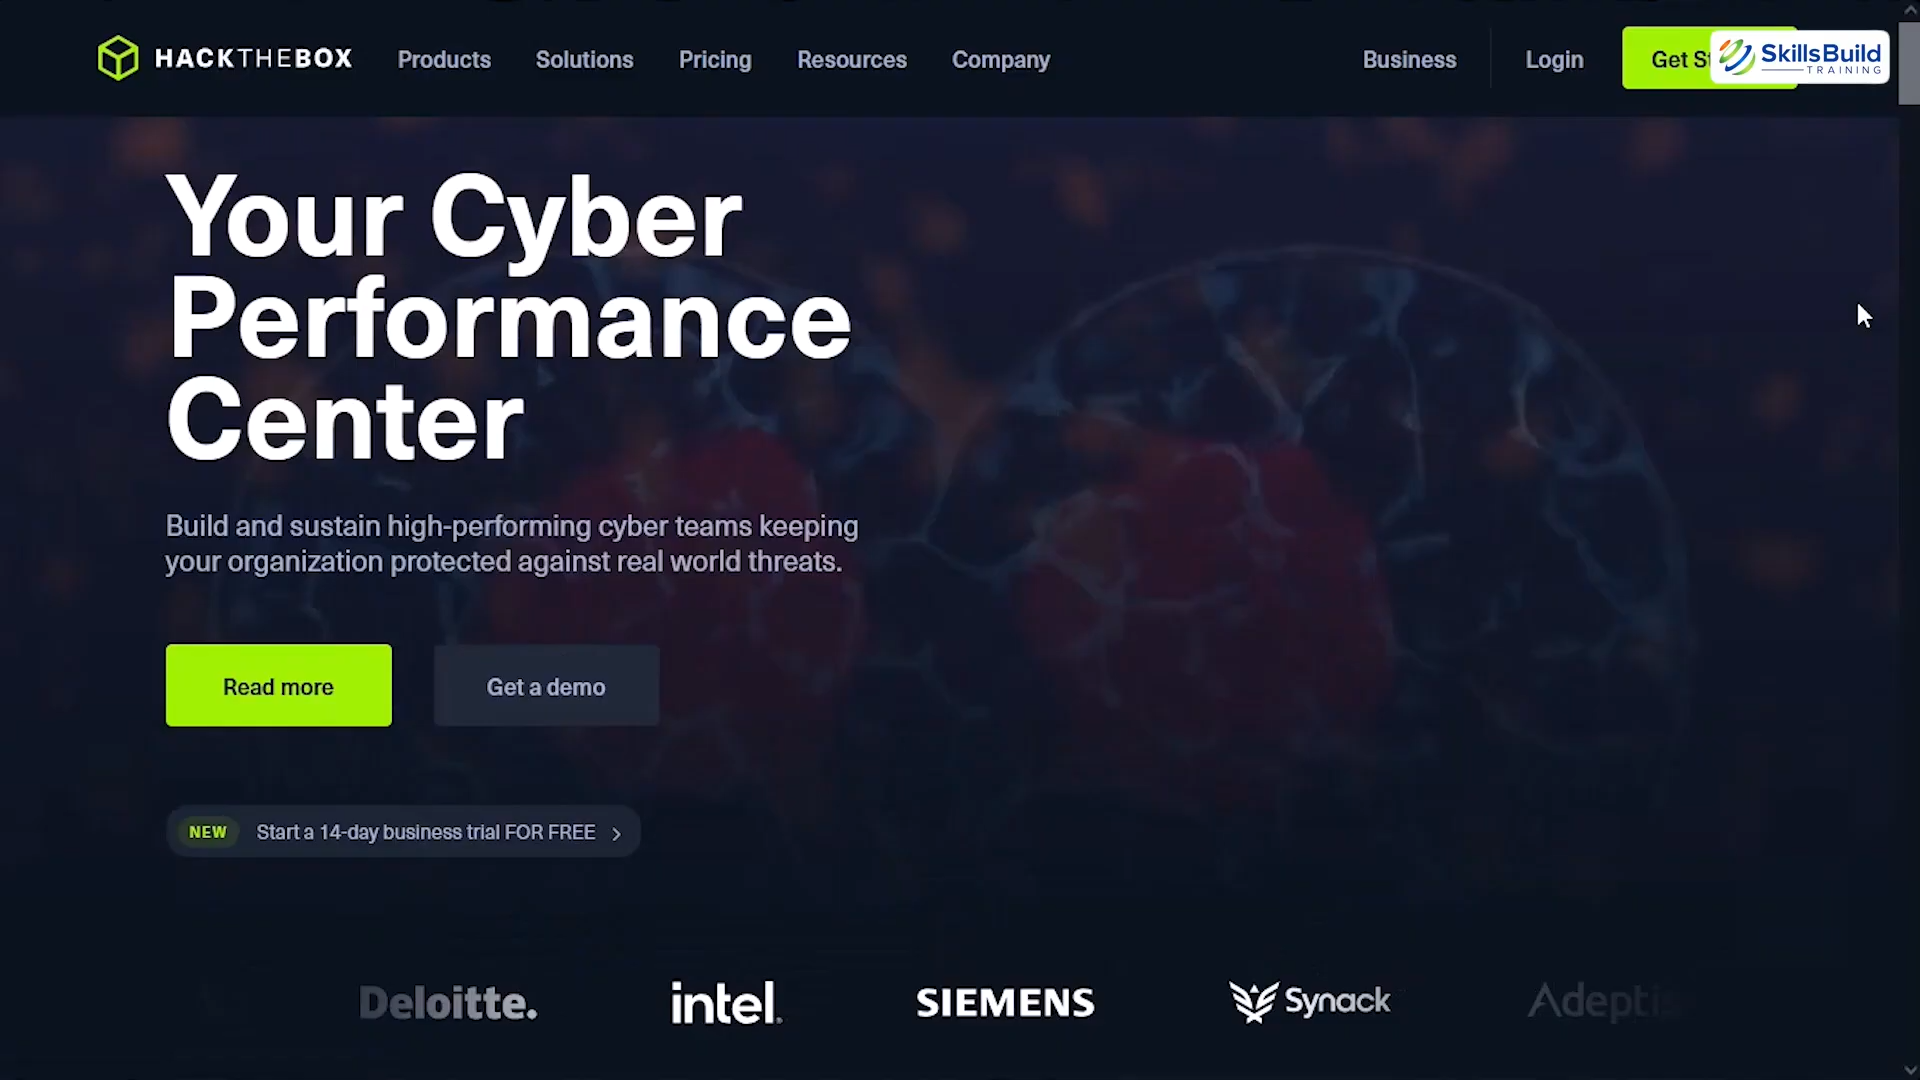 HACKTHEBOX
Products
Solutions
Pricing
Resources
Company
Business
Login
Get
SkillsBuild
TRAINING
Your Cyber
Performance
Center
Build and sustain high-performing cyber teams keeping
your organization protected against real world threats.
Read more
Get a demo
NEW Start a 14-day business trial FOR FREE
Deloitte.
intel.
SIEMENS
Synack